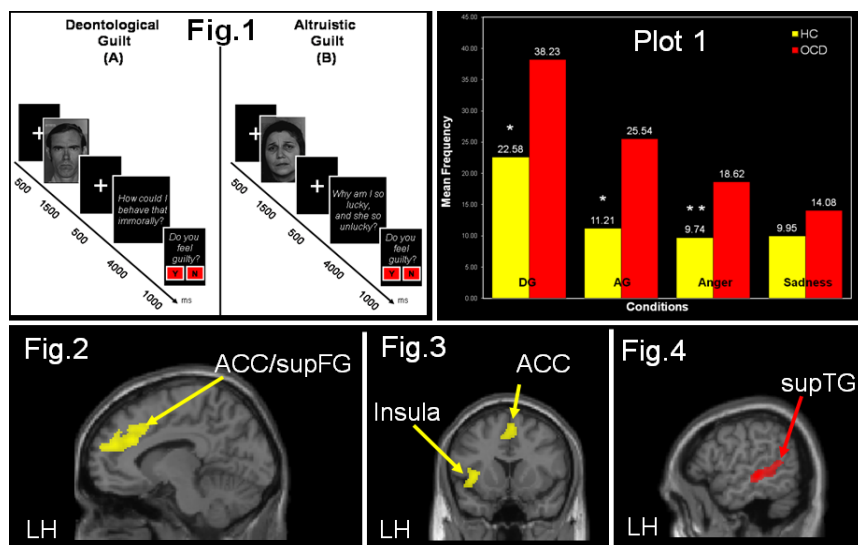 Deontological
Guilt
(A)
Fig.1
Altruistic
Guilt
(B)
+
+
How could I
behave that
immorally?
Do you
feel
guilty?
Y N
500
1500
500
4000
1000
ms
+
+
Why am I so
lucky,
and she so
unlucky?
Do you
feel
guilty?
Y N
500
1500
500
4000
1000
ms
Plot 1
HC
OCD
Mean Frequency
45.00
40.00
35.00
30.00
25.00
20.00
15.00
10.00
5.00
0.00
*
22.58
38.23
*
11.21
25.54
* *
9.74
18.62
9.95
14.08
DG
AG
Anger
Sadness
Conditions
Fig.2
ACC/supFG
LH
Fig.3
ACC
Insula
LH
Fig.4
supTG
LH